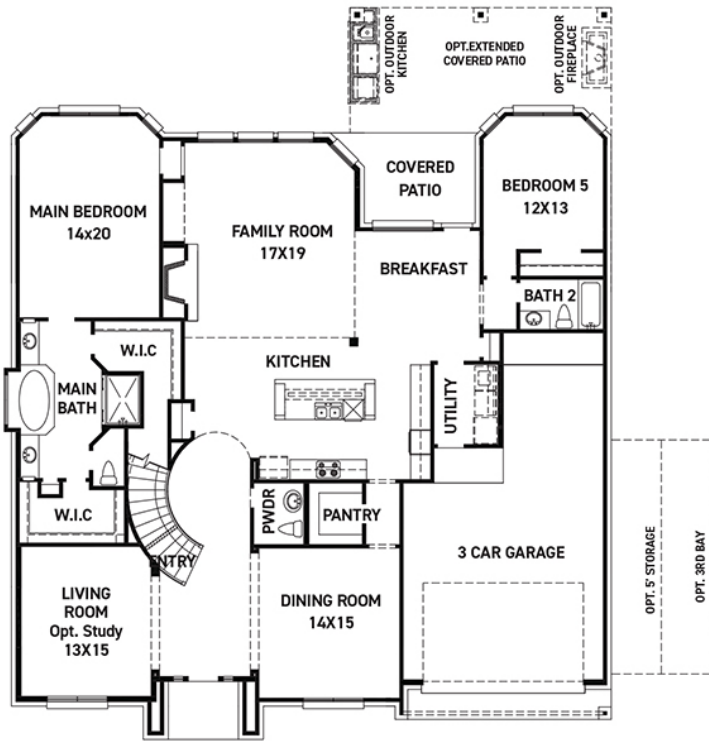 OPT. OUTDOOR
KITCHEN
OPT.EXTENDED
COVERED PATIO
OPT. OUTDOOR
FIREPLACE
COVERED
PATIO
BEDROOM 5
12X13
MAIN BEDROOM
14x20
FAMILY ROOM
17X19
BREAKFAST
BATH 2
W.I.C
KITCHEN
MAIN
BATH
UTILITY
W.I.C
PWDR
PANTRY
3 CAR GARAGE
ENTRY
LIVING
ROOM
Opt. Study
13X15
DINING ROOM
14X15
OPT. 5' STORAGE
OPT. 3RD BAY